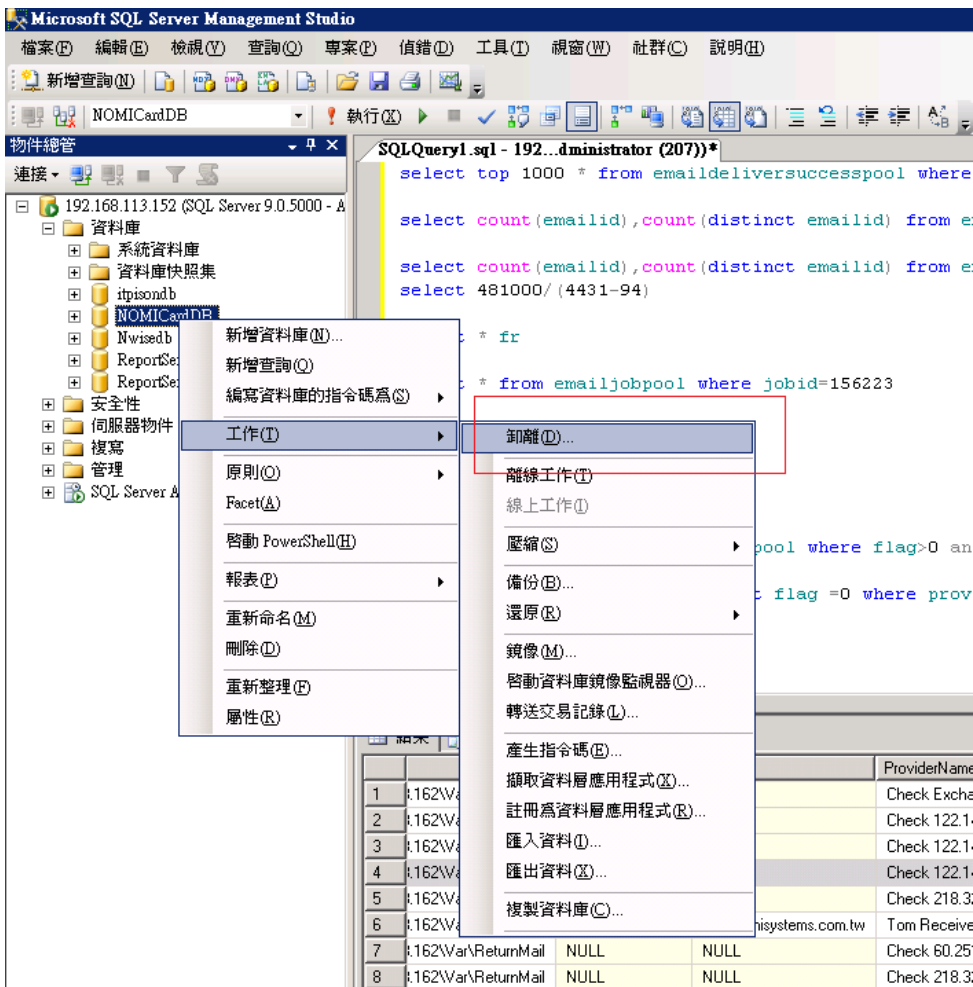 Microsoft SQL Server Management Studio
檔案(F) 編輯(E) 檢視(V) 查詢(Q) 專案(P) 偵錯(D) 工具(T) 視窗(W) 社群(C) 說明(H)
新增查詢(N)
NOMICardDB 執行(X)
物件總管
SQLQuery1.sql - 192...dministrator (207))*
連接
select top 1000 * from emaildeliversuccesspool where
192.168.113.152 (SQL Server 9.0.5000 - A
資料庫
select count(emailid),count(distinct emailid) from e
系統資料庫
資料庫快照集
select count(emailid),count(distinct emailid) from e
itpisondb
select 481000/(4431-94)
NOMICardDB
Nwisedb
* fr
ReportSe
ReportSe
* from emailjobpool where jobid=156223
安全性
伺服器物件
複寫
管理
SQL Server A
新增資料庫(N)...
新增查詢(O)
編寫資料庫的指令碼為(S)
工作(T)
原則(O)
Facet(A)
啟動 PowerShell(H)
報表(P)
重新命名(M)
刪除(D)
重新整理(F)
屬性(R)
卸離(D)...
離線工作(T)
線上工作(I)
壓縮(S)
備份(B)...
還原(R)
鏡像(M)...
啟動資料庫鏡像監視器(O)...
轉送交易記錄(L)...
產生指令碼(E)...
擷取資料層應用程式(X)...
註冊為資料層應用程式(R)...
匯入資料(I)...
匯出資料(X)...
複製資料庫(C)...
pool where flag>0 an
flag =0 where prov
結果
ProviderName
1 .162\Va Check Excha
2 .162\Va Check 122.1
3 .162\Va Check 122.1
4 .162\Va Check 122.1
5 .162\Va Check 218.3
6 .162\Va nisystems.com.tw Tom Receive
7 .162\Var\ReturnMail NULL NULL Check 60.25
8 .162\Var\ReturnMail NULL NULL Check 218.3